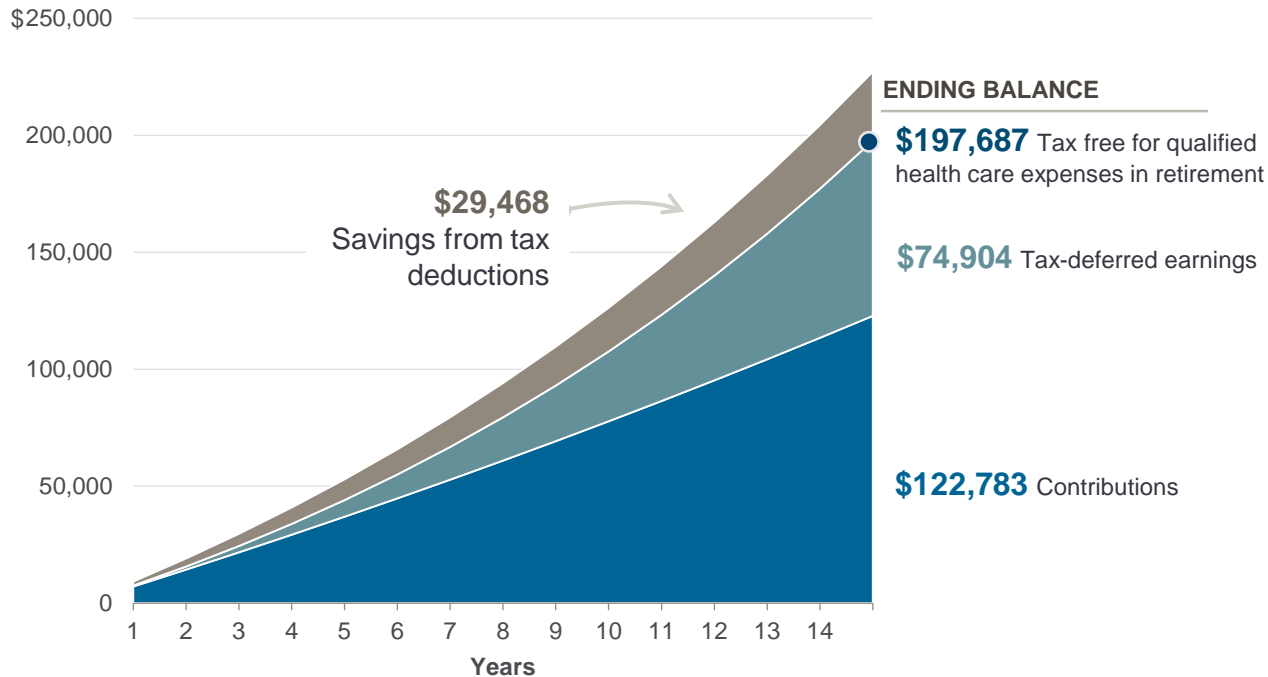 $250,000
200,000
150,000
100,000
50,000
0
$29,468
Savings from tax
deductions
ENDING BALANCE
$197,687 Tax free for qualified
health care expenses in retirement
$74,904 Tax-deferred earnings
$122,783 Contributions
1 2 3 4 5 6 7 8 9 10 11 12 13 14
Years